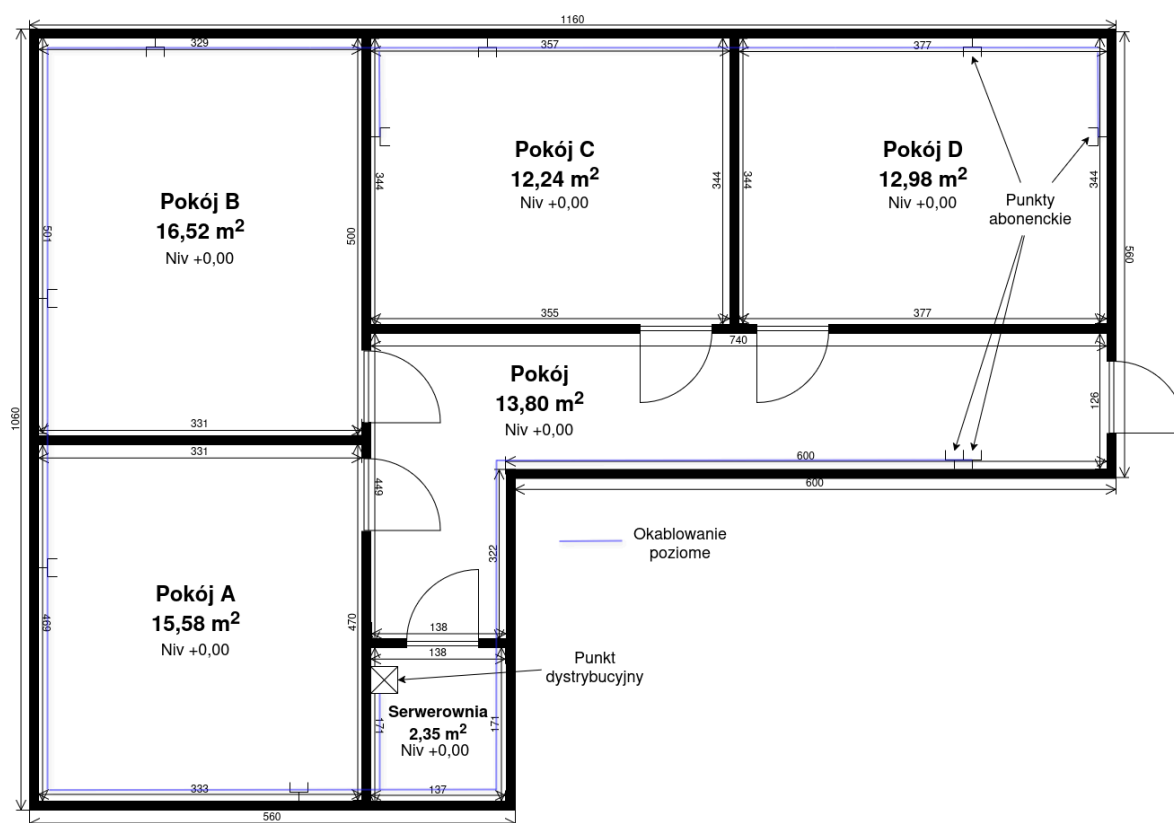 1160
329
357
377
Pokój B
16,52 m²
Niv +0,00
501
500
1060
Pokój C
12,24 m²
Niv +0,00
344
344
Pokój D
12,98 m²
Niv +0,00
344
344
Punkty
abonenckie
560
355
377
740
331
331
Pokój
13,80 m²
Niv +0,00
126
600
600
449
322
Okablowanie
poziome
Pokój A
15,58 m²
Niv +0,00
469
470
138
138
Punkt
dystrybucyjny
Serwerownia
2,35 m²
Niv +0,00
171
171
333
137
560